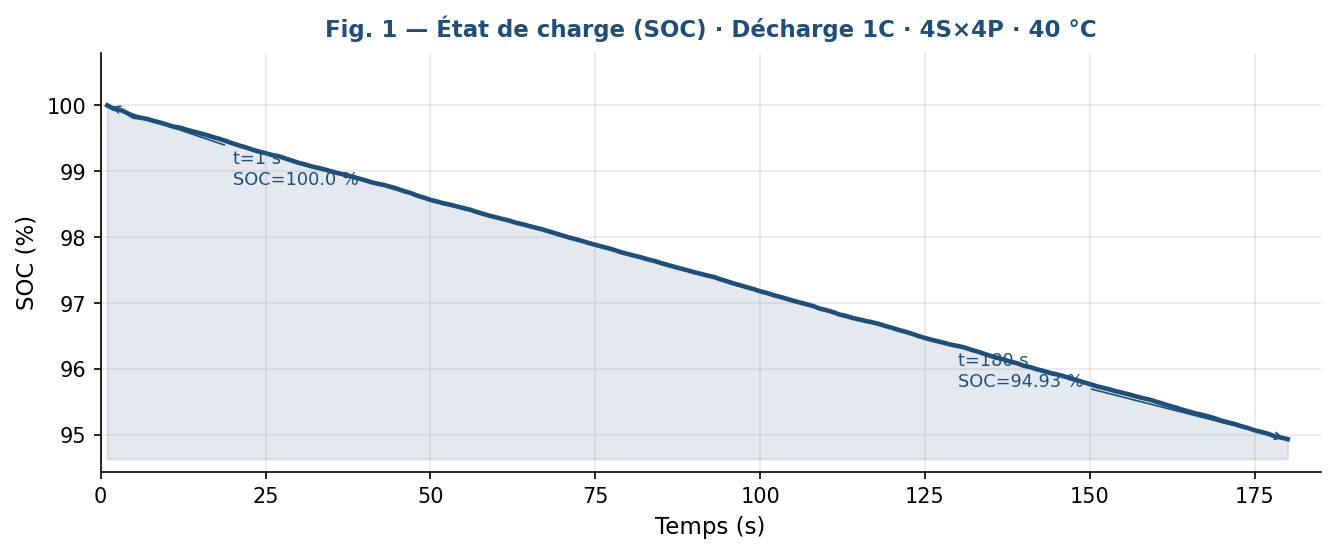 Fig. 1 — État de charge (SOC) · Décharge 1C · 4S×4P · 40 °C
SOC (%)
100
99
98
97
96
95
t=1 s
SOC=100.0 %
t=180 s
SOC=94.93 %
0 25 50 75 100 125 150 175
Temps (s)